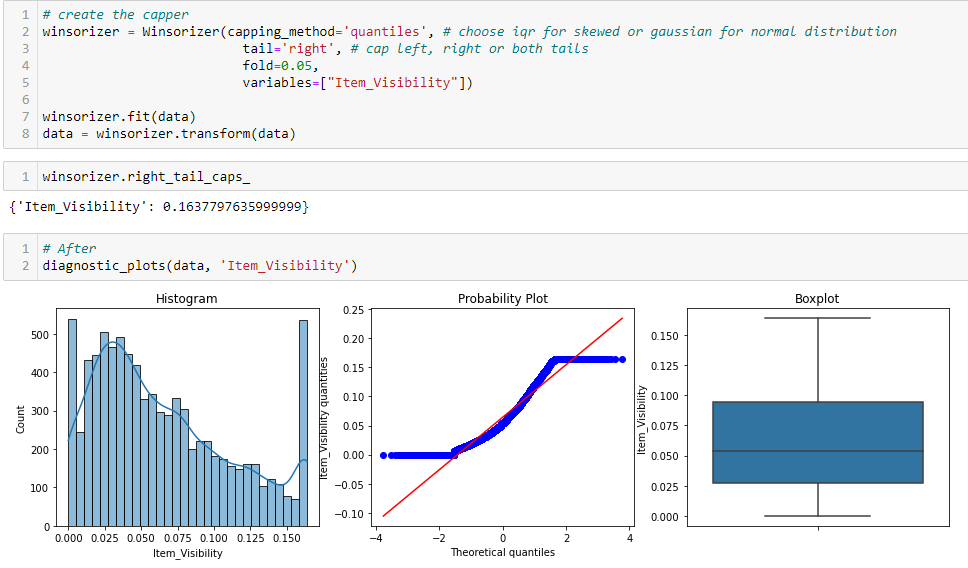 1 # create the capper
2 winsorizer = Winsorizer(capping_method='quantiles', # choose iqr for skewed or gaussian for normal distribution
3 tail='right', # cap left, right or both tails
4 fold=0.05,
5 variables=["Item_Visibility"])
6
7 winsorizer.fit(data)
8 data = winsorizer.transform(data)
1 winsorizer.right_tail_caps_
{'Item_Visibility': 0.1637797635999999}
1 # After
2 diagnostic_plots(data, 'Item_Visibility')
Histogram
500
400
300
200
100
0
Count
0.000 0.025 0.050 0.075 0.100 0.125 0.150
Item_Visibility
Probability Plot
0.25
0.20
0.15
0.10
0.05
0.00
−0.05
−0.10
Item_Visibility quantities
−4 −2 0 2 4
Theoretical quantiles
Boxplot
0.150
0.125
0.100
0.075
0.050
0.025
0.000
Item_Visibility